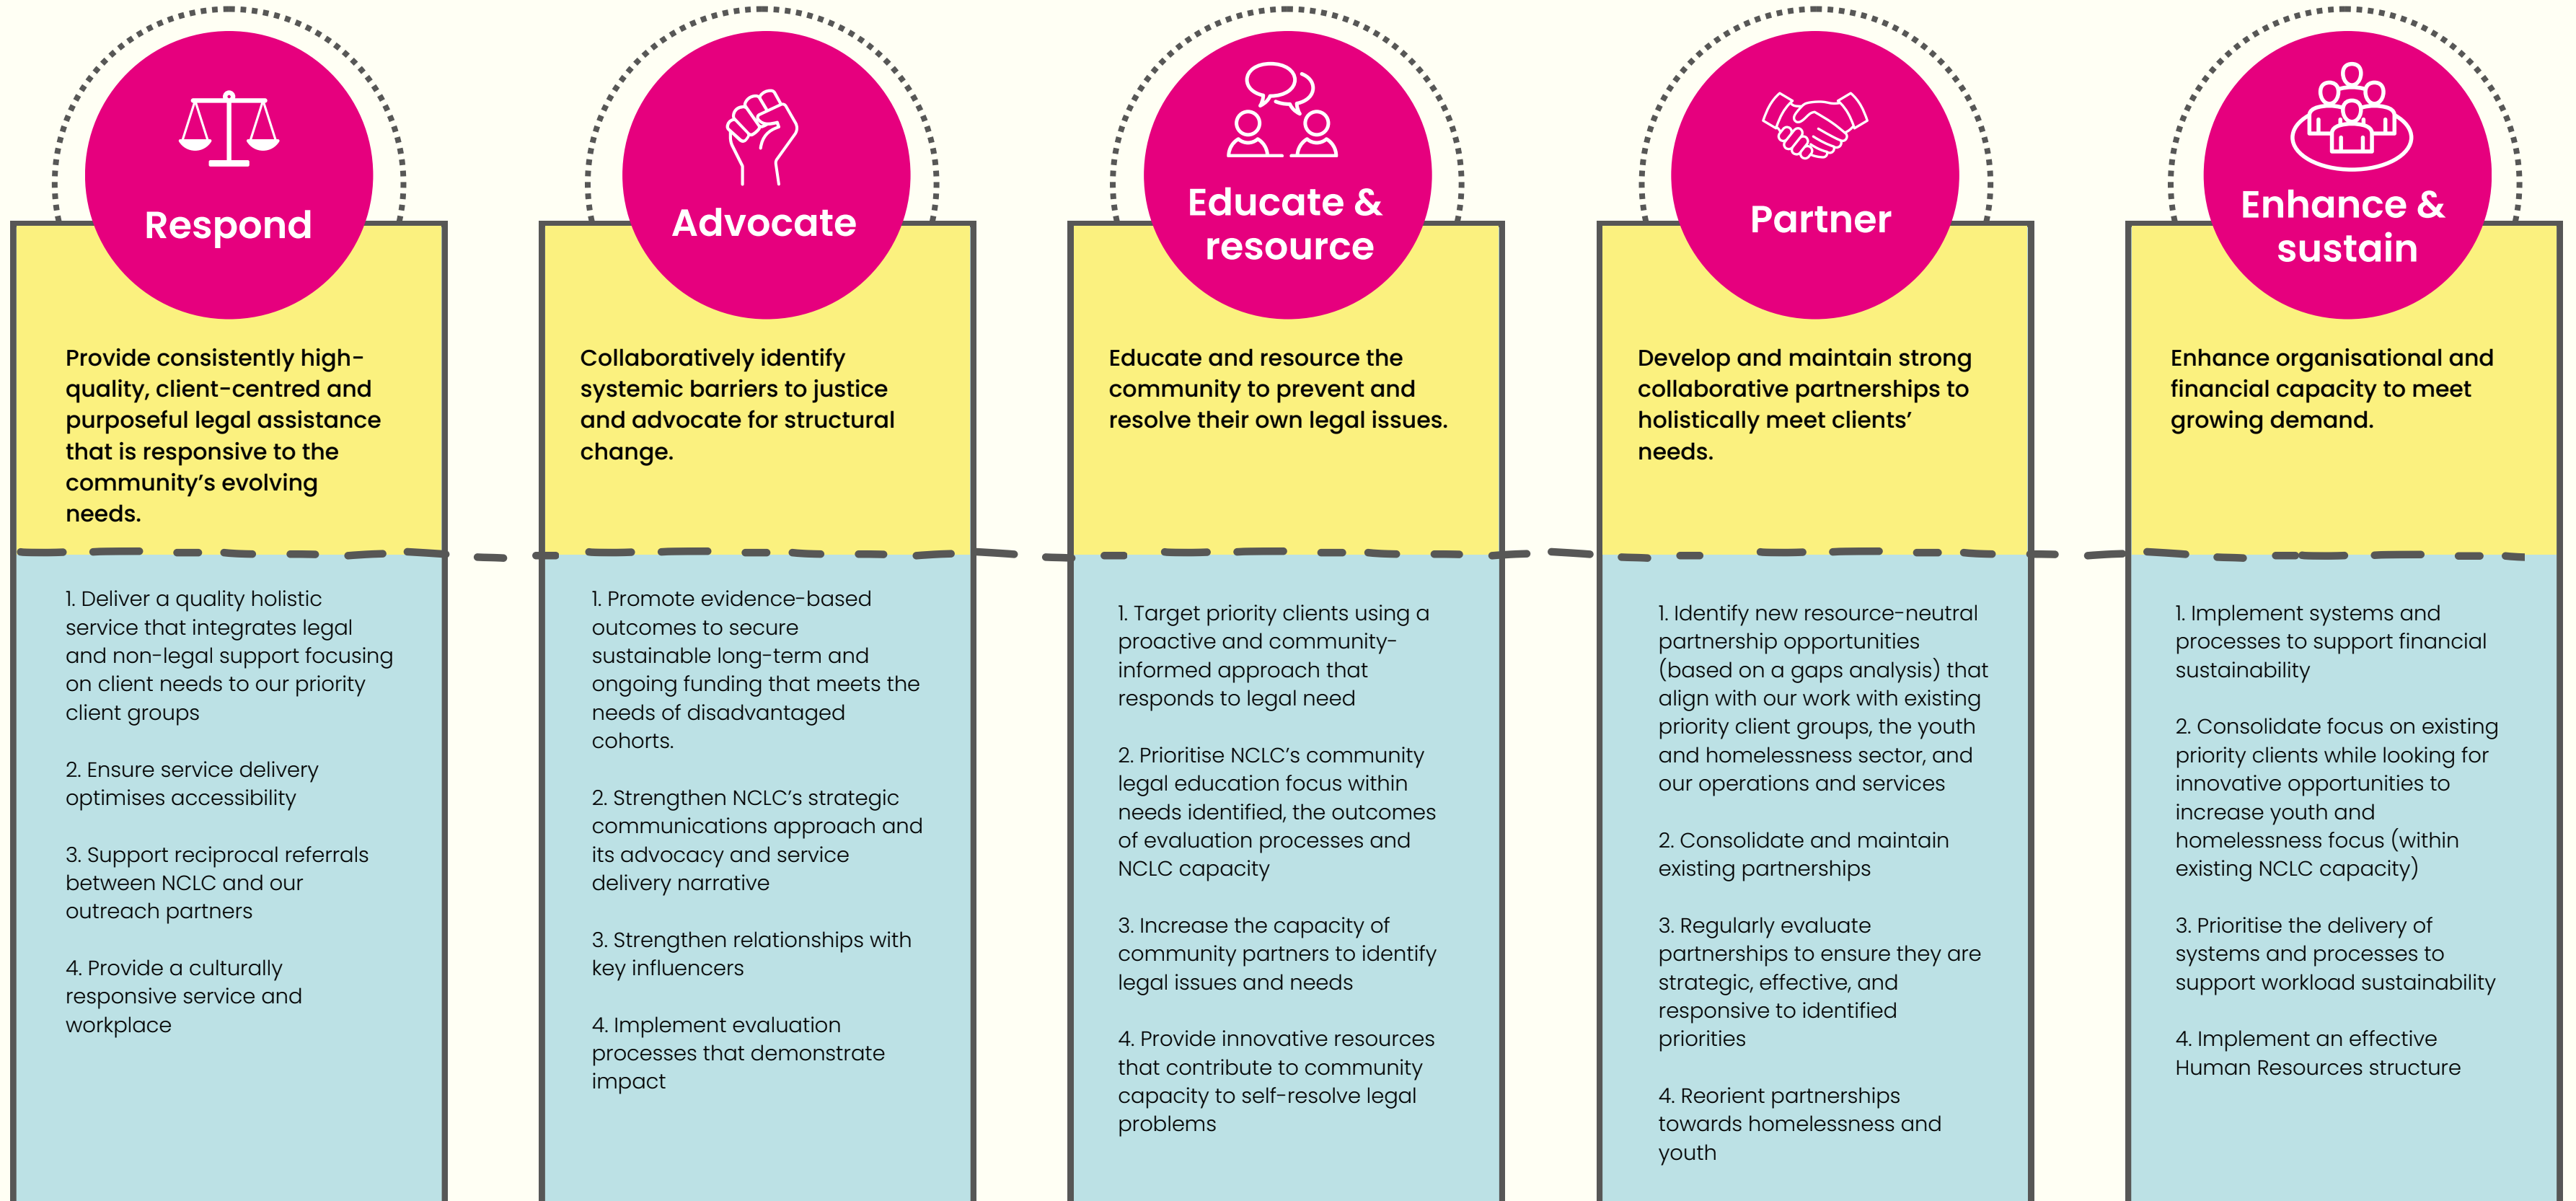 Respond
Provide consistently high-
quality, client-centred and
purposeful legal assistance
that is responsive to the
community's evolving
needs.
1. Deliver a quality holistic
service that integrates legal
and non-legal support focusing
on client needs to our priority
client groups
2. Ensure service delivery
optimises accessibility
3. Support reciprocal referrals
between NCLC and our
outreach partners
4. Provide a culturally
responsive service and
workplace
Advocate
Collaboratively identify
systemic barriers to justice
and advocate for structural
change.
1. Promote evidence-based
outcomes to secure
sustainable long-term and
ongoing funding that meets the
needs of disadvantaged
cohorts.
2. Strengthen NCLC's strategic
communications approach and
its advocacy and service
delivery narrative
3. Strengthen relationships with
key influencers
4. Implement evaluation
processes that demonstrate
impact
Educate &
resource
Educate and resource the
community to prevent and
resolve their own legal issues.
1. Target priority clients using a
proactive and community-
informed approach that
responds to legal need
2. Prioritise NCLC's community
legal education focus within
needs identified, the outcomes
of evaluation processes and
NCLC capacity
3. Increase the capacity of
community partners to identify
legal issues and needs
4. Provide innovative resources
that contribute to community
capacity to self-resolve legal
problems
Partner
Develop and maintain strong
collaborative partnerships to
holistically meet clients'
needs.
1. Identify new resource-neutral
partnership opportunities
(based on a gaps analysis) that
align with our work with existing
priority client groups, the youth
and homelessness sector, and
our operations and services
2. Consolidate and maintain
existing partnerships
3. Regularly evaluate
partnerships to ensure they are
strategic, effective, and
responsive to identified
priorities
4. Reorient partnerships
towards homelessness and
youth
Enhance &
sustain
Enhance organisational and
financial capacity to meet
growing demand.
1. Implement systems and
processes to support financial
sustainability
2. Consolidate focus on existing
priority clients while looking for
innovative opportunities to
increase youth and
homelessness focus (within
existing NCLC capacity)
3. Prioritise the delivery of
systems and processes to
support workload sustainability
4. Implement an effective
Human Resources structure